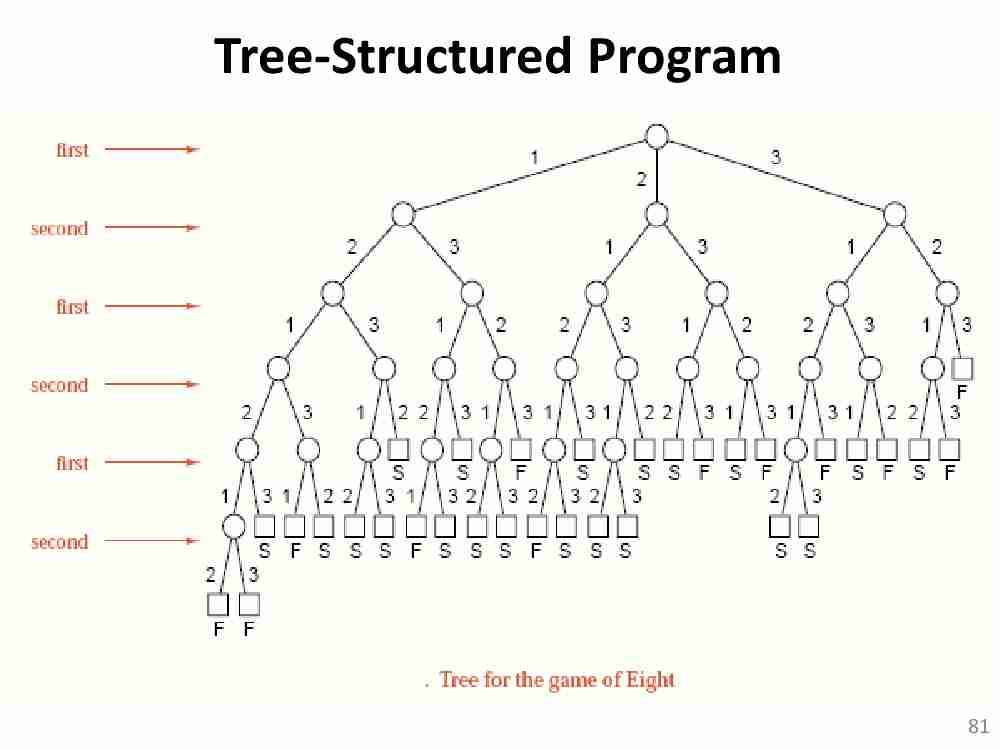 Tree-Structured Program
first
1
2
3
second
2 3 1 3 1 2
first
1 3 1 2 2 3 1 2 2 3 1 3
F
second
2 3 1 2 2 3 1 3 1 3 1 2 2 3 1 3 1 3 1 2 2 3
S S F S S S F S F F S F S F
first
1 3 1 2 2 3 1 3 2 3 2 3 2 3 2 3
second
S F S S S F S S S F S S S S S
2 3
F F
. Tree for the game of Eight
81